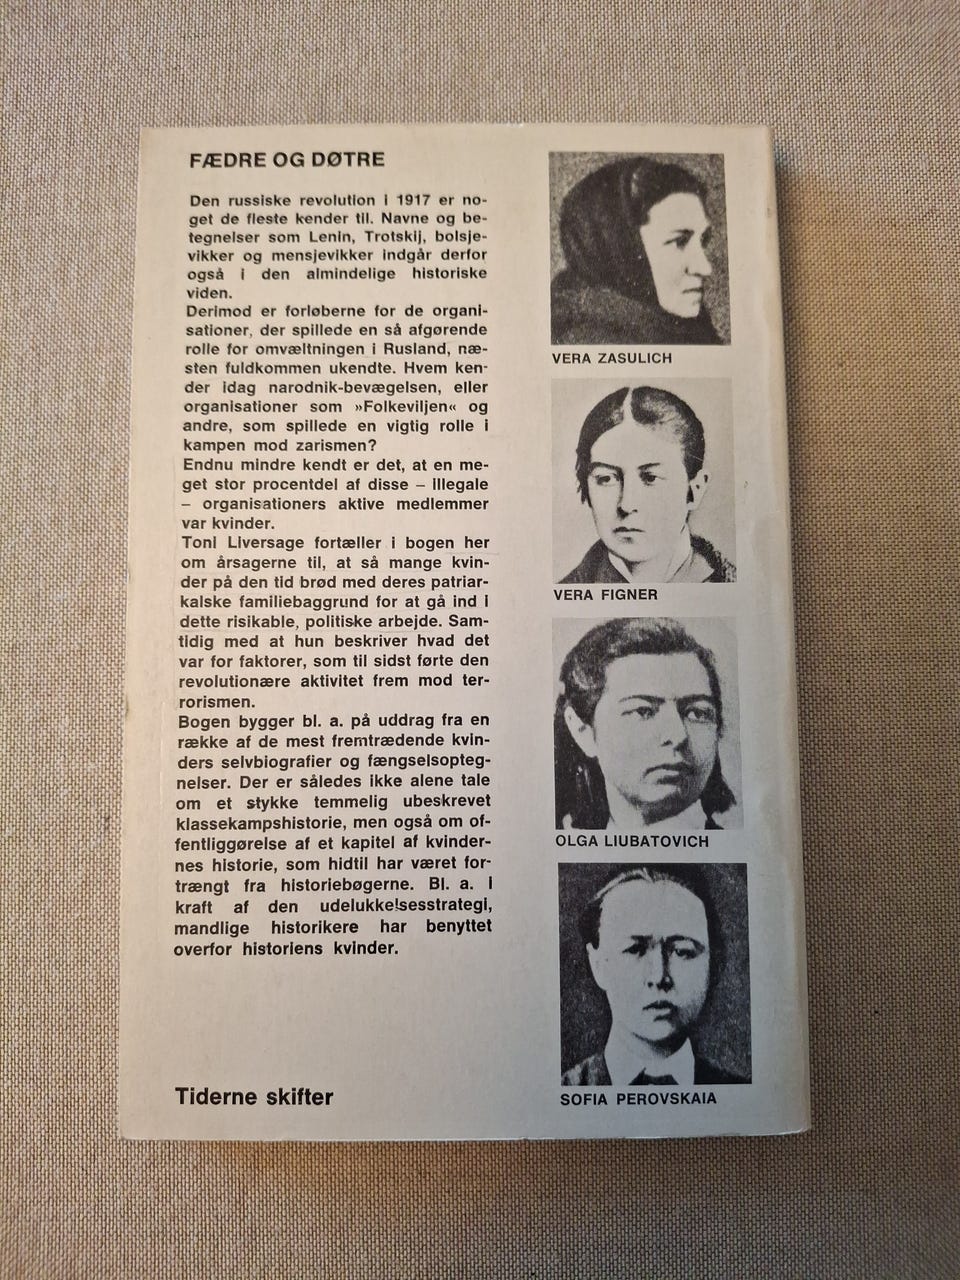 FÆDRE OG DØTRE
Den russiske revolution i 1917 er no-
get de fleste kender til. Navne og be-
tegnelser som Lenin, Trotskij, bolsje-
vikker og mensjevikker indgår derfor
også i den almindelige historiske
viden.
Derimod er forløberne for de organi-
sationer, der spillede en så afgørende
rolle for omvæltningen i Rusland, næ-
sten fuldkommen ukendte. Hvem ken-
der idag narodnik-bevægelsen, eller
organisationer som »Folkeviljen« og
andre, som spillede en vigtig rolle i
kampen mod zarismen?
Endnu mindre kendt er det, at en me-
get stor procentdel af disse – illegale
– organisationers aktive medlemmer
var kvinder.
Toni Liversage fortæller i bogen her
om årsagerne til, at så mange kvin-
der på den tid brød med deres patriar-
kalske familiebaggrund for at gå ind i
dette risikable, politiske arbejde. Sam-
tidig med at hun beskriver hvad det
var for faktorer, som til sidst førte den
revolutionære aktivitet frem mod ter-
rorismen.
Bogen bygger bl. a. på uddrag fra en
række af de mest fremtrædende kvin-
ders selvbiografier og fængselsopteg-
nelser. Der er således ikke alene tale
om et stykke temmelig ubeskrevet
klassekampshistorie, men også om of-
fentliggørelse af et kapitel af kvinder-
nes historie, som hidtil har været for-
trængt fra historiebøgerne. Bl. a. i
kraft af den udelukkelsesstrategi,
mandlige historikere har benyttet
overfor historiens kvinder.
Tiderne skifter
VERA ZASULICH
VERA FIGNER
OLGA LIUBATOVICH
SOFIA PEROVSKAIA